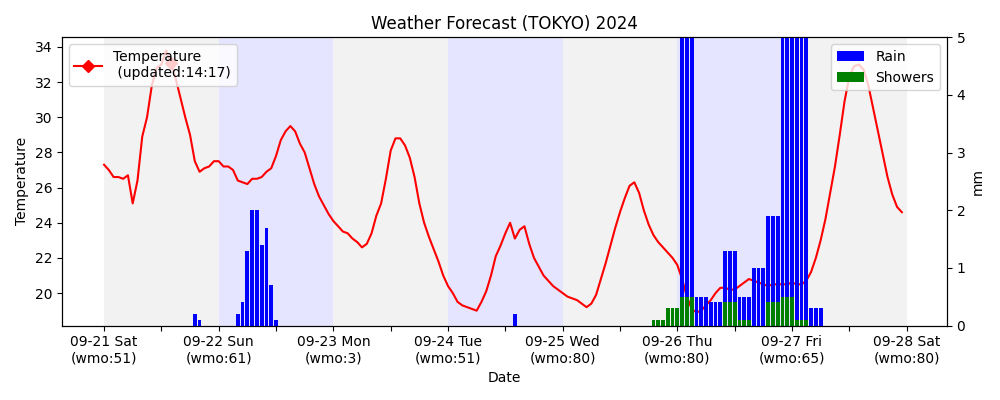 Weather Forecast (TOKYO) 2024
Temperature
(updated:14:17)
Rain
Showers
34
32
30
28
26
24
22
20
Temperature
5
4
3
2
1
0
mm
09-21 Sat
(wmo:51)
09-22 Sun
(wmo:61)
09-23 Mon
(wmo:3)
09-24 Tue
(wmo:51)
09-25 Wed
(wmo:80)
09-26 Thu
(wmo:80)
09-27 Fri
(wmo:65)
09-28 Sat
(wmo:80)
Date